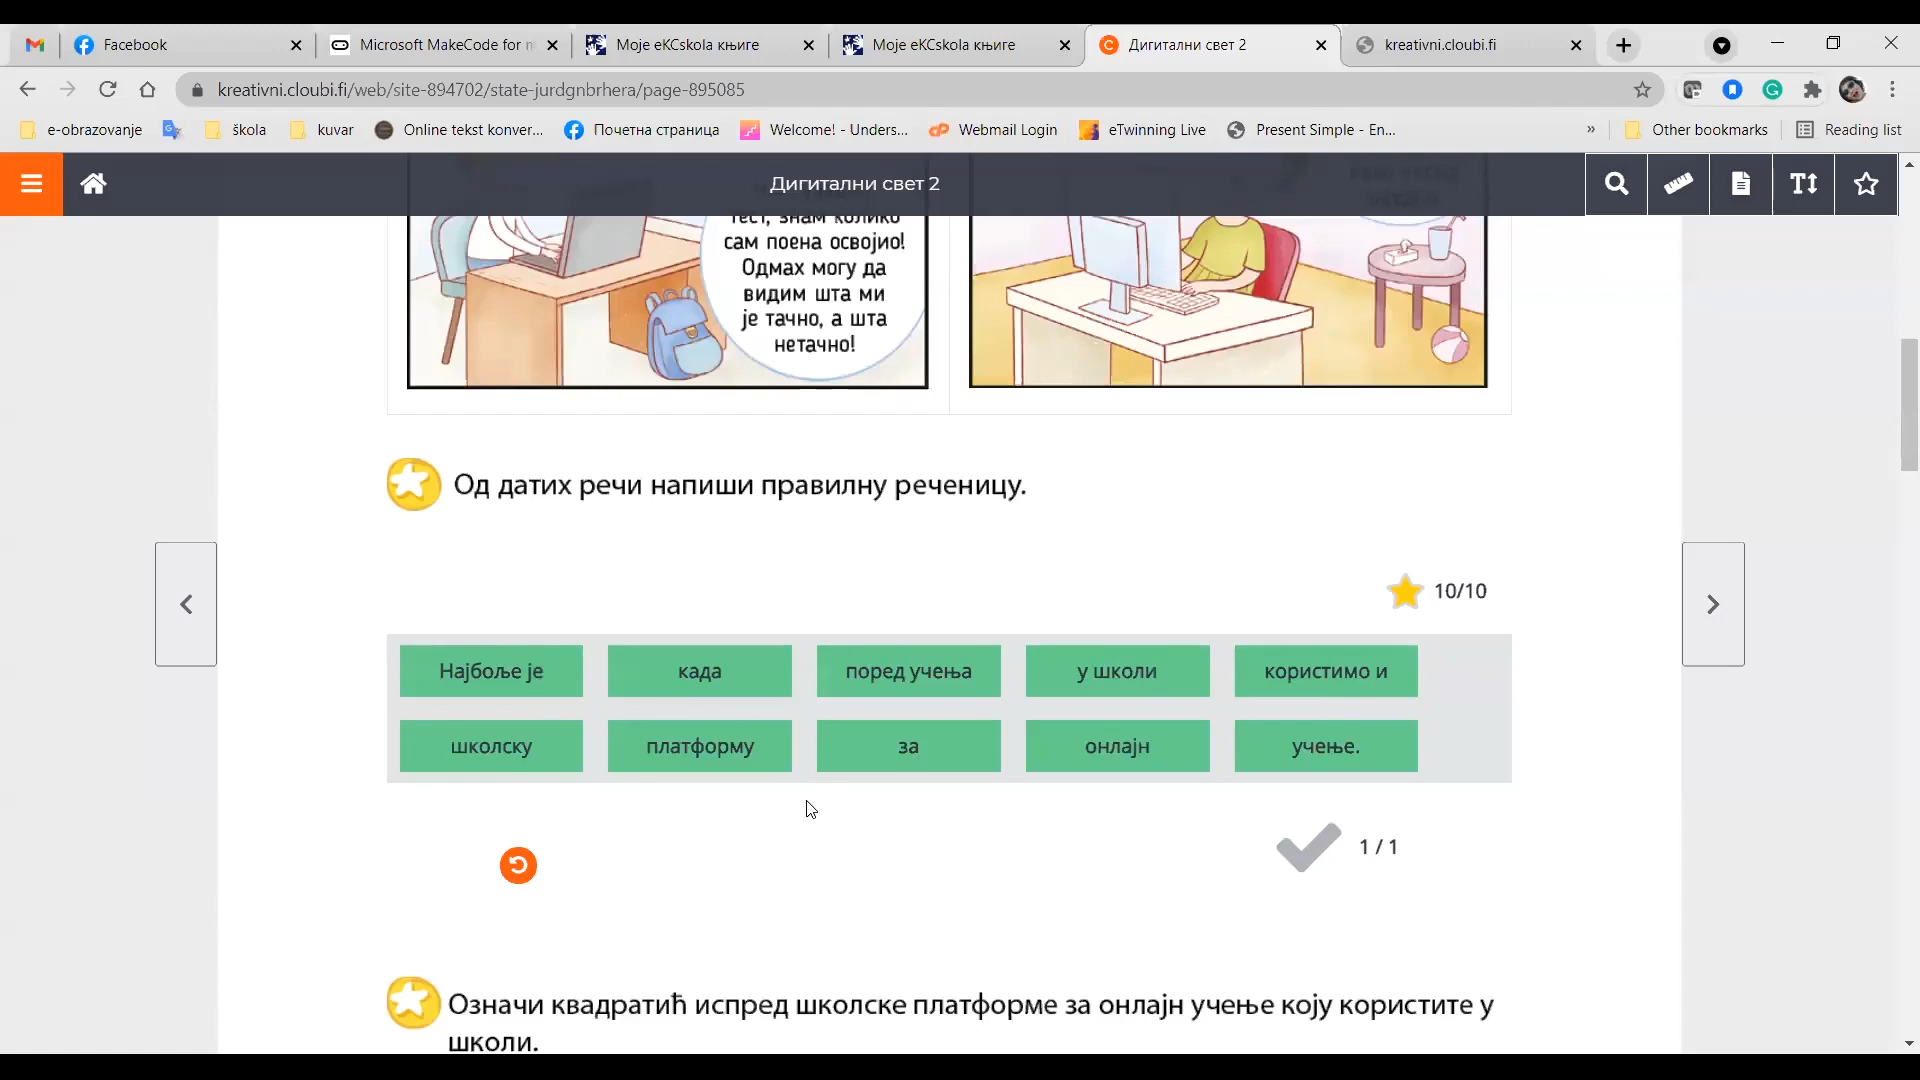 Facebook
Microsoft MakeCode for m
Моје eKCskola књиге
Моје eKCskola књиге
Дигитални свет 2
kreativni.cloubi.fi
kreativni.cloubi.fi/web/site-894702/state-jurdgnbrhera/page-895085
e-obrazovanje
škola
kuvar
Online tekst konver...
Почетна страница
Welcome! - Unders...
Webmail Login
eTwinning Live
Present Simple - En...
»
Other bookmarks
Reading list
Дигитални свет 2
тест, знам колико
сам поена освојио!
Одмах могу да
видим шта ми
је тачно, а шта
нетачно!
Од датих речи напиши правилну реченицу.
10/10
Најбоље је
када
поред учења
у школи
користимо и
школску
платформу
за
онлајн
учење.
1 / 1
Означи квадратић испред школске платформе за онлајн учење коју користите у
школи.